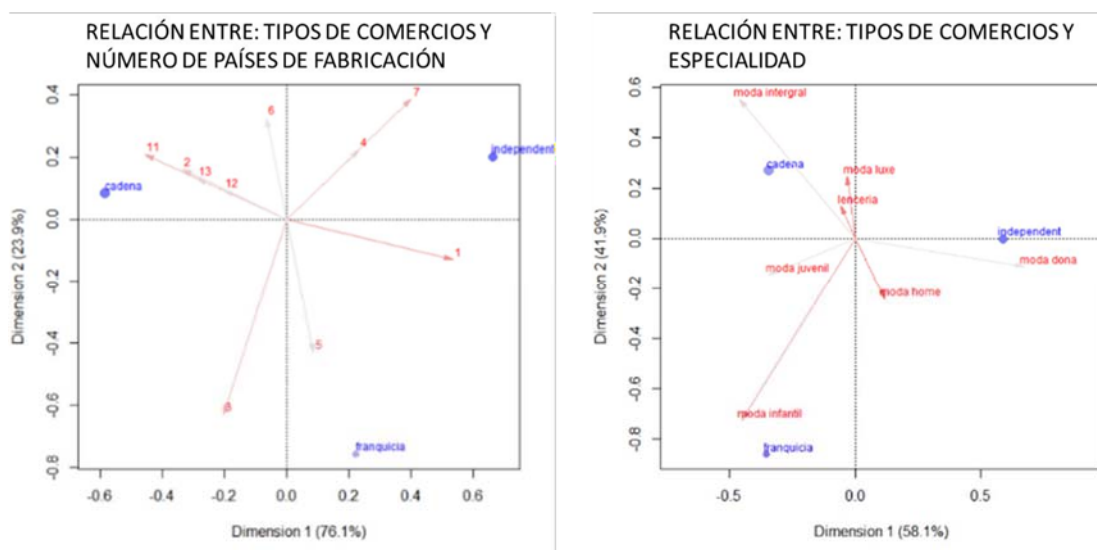 RELACIÓN ENTRE: TIPOS DE COMERCIOS Y
NÚMERO DE PAÍSES DE FABRICACIÓN
0.4
0.2
0.0
-0.2
-0.4
-0.6
-0.8
Dimension 2 (23.9%)
7
6
4
11
2
13
12
cadena
independent
1
5
3
franquicia
-0.6
-0.4
-0.2
0.0
0.2
0.4
0.6
Dimension 1 (76.1%)
RELACIÓN ENTRE: TIPOS DE COMERCIOS Y
ESPECIALIDAD
0.6
0.4
0.2
0.0
-0.2
-0.4
-0.6
-0.8
Dimension 2 (41.9%)
moda intergral
cadena
moda luxe
lenceria
independent
moda dona
moda juvenil
moda home
moda infantil
franquicia
-0.5
0.0
0.5
Dimension 1 (58.1%)